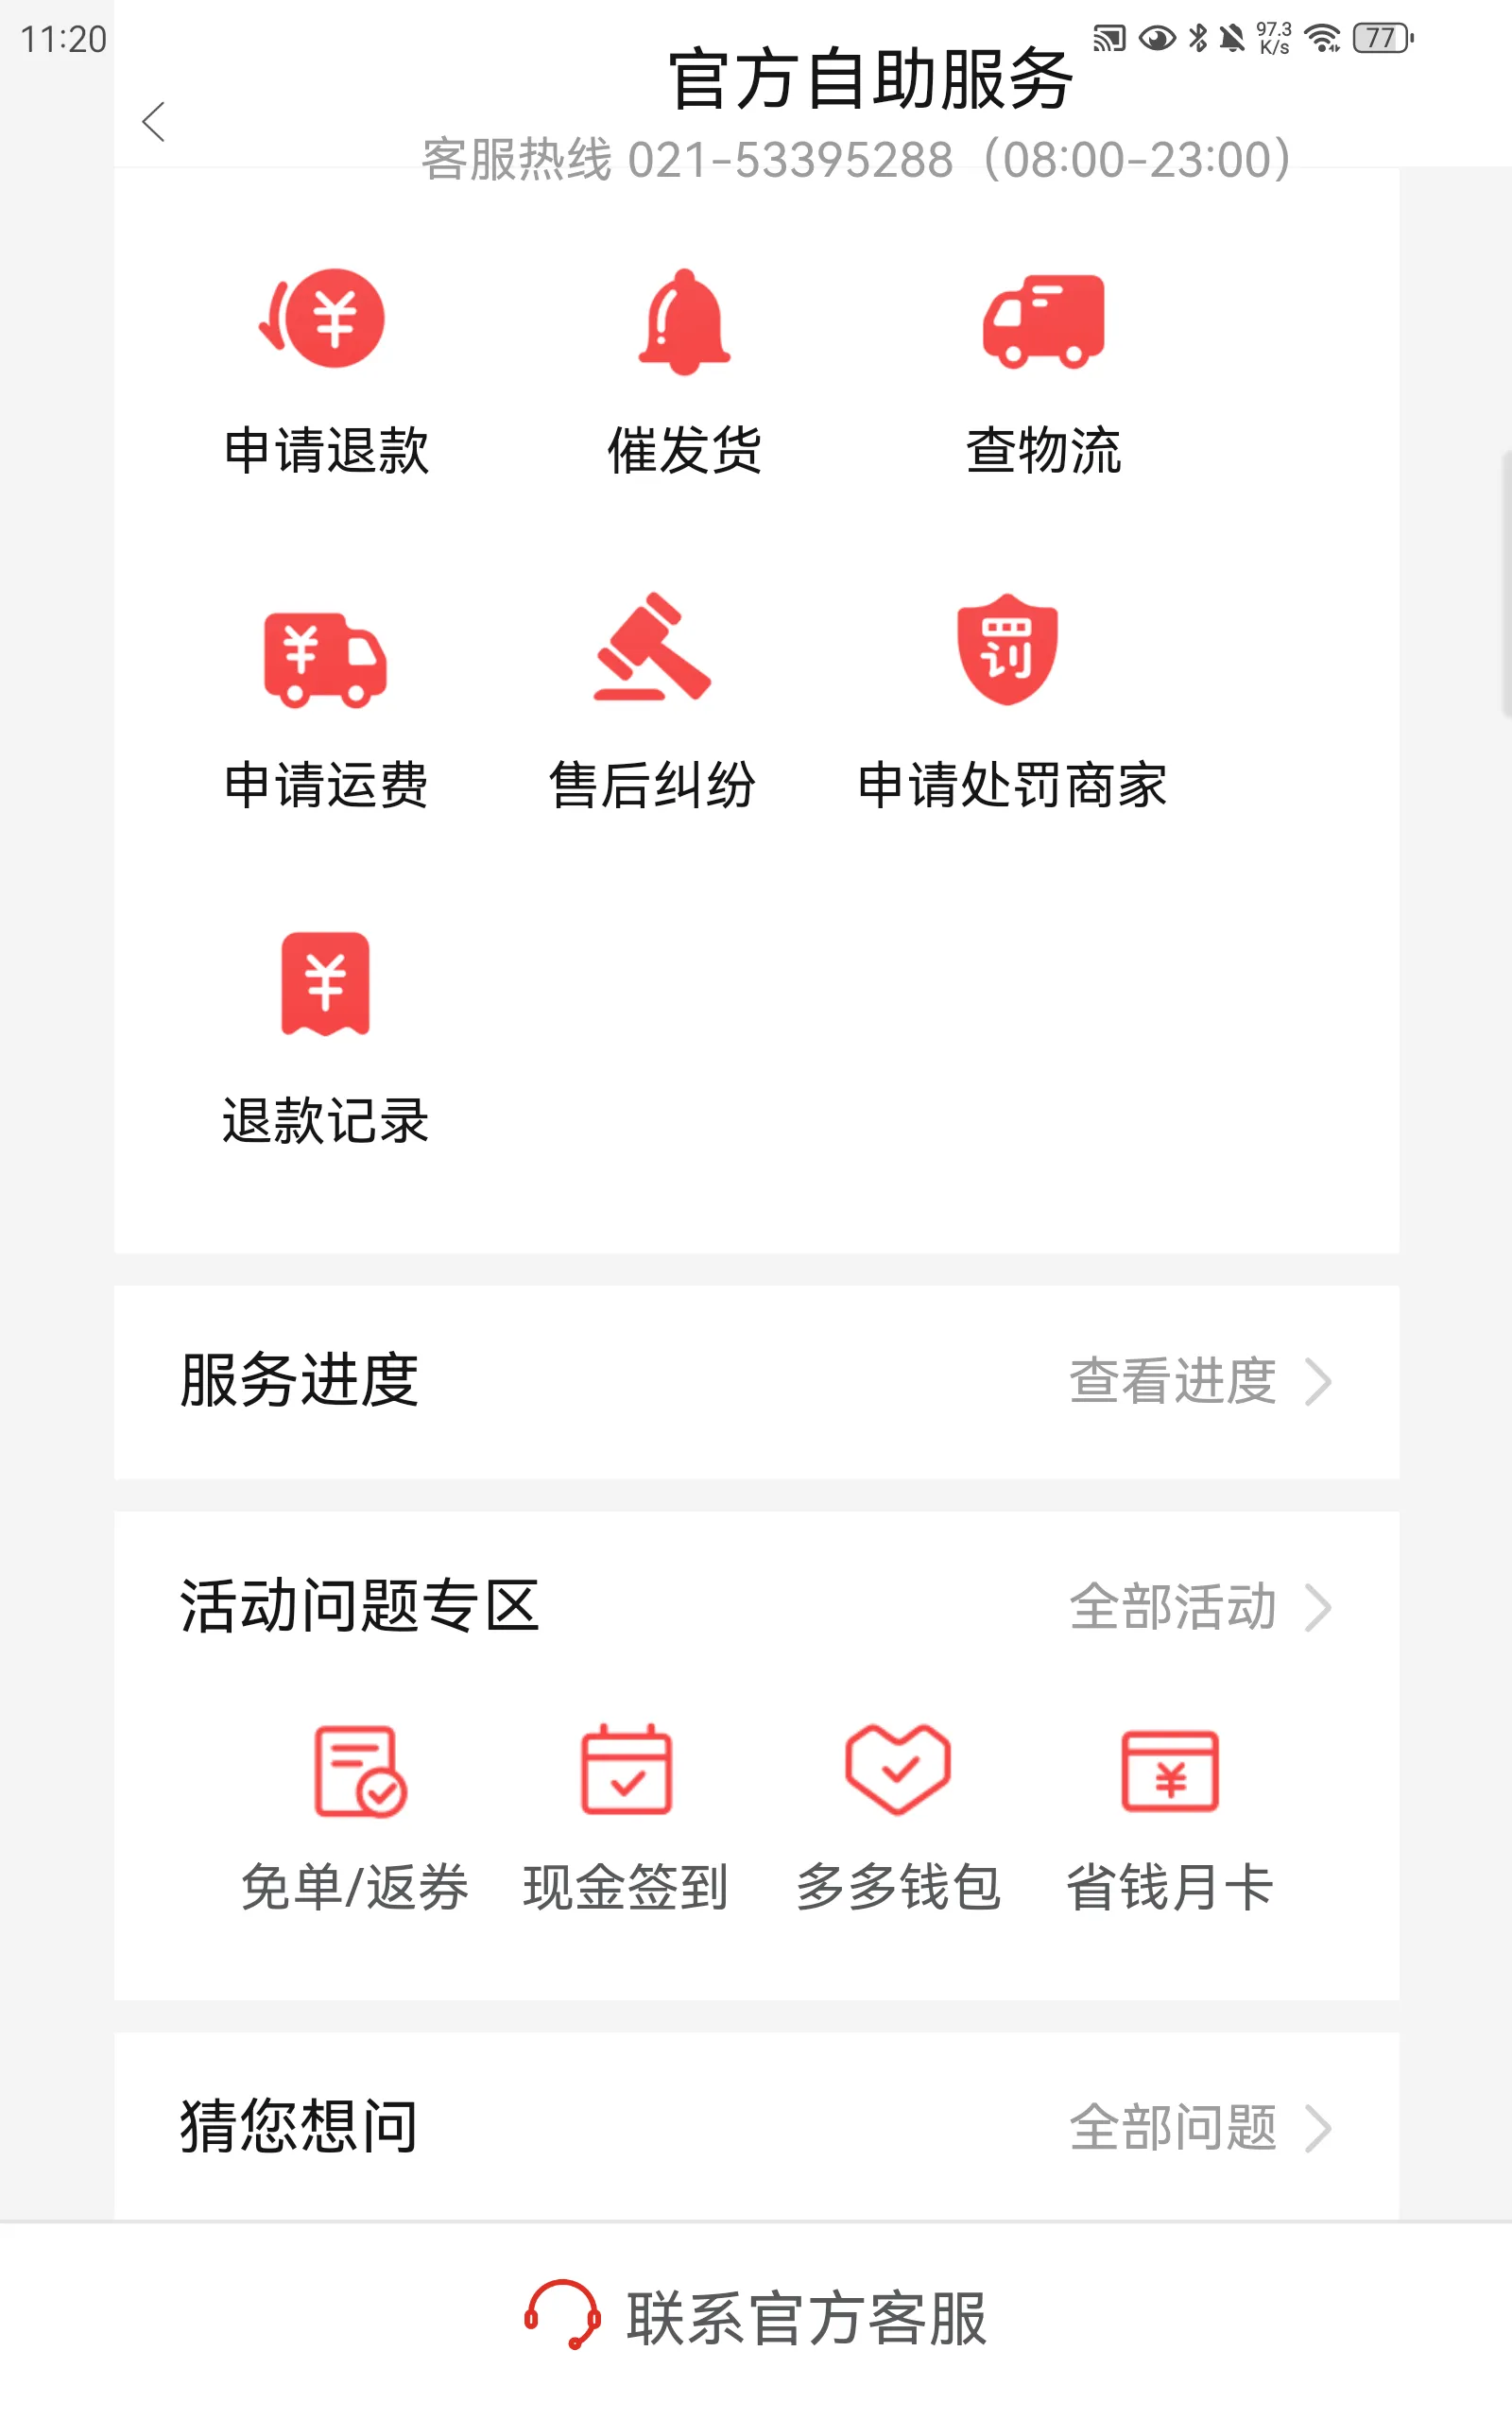 11:20
97.3
K/s
77
官方自助服务
客服热线 021-53395288（08:00-23:00）
¥
申请退款
催发货
查物流
¥
罚
申请运费
售后纠纷
申请处罚商家
¥
退款记录
服务进度
查看进度
活动问题专区
全部活动
¥
免单/返券
现金签到
多多钱包
省钱月卡
猜您想问
全部问题
联系官方客服